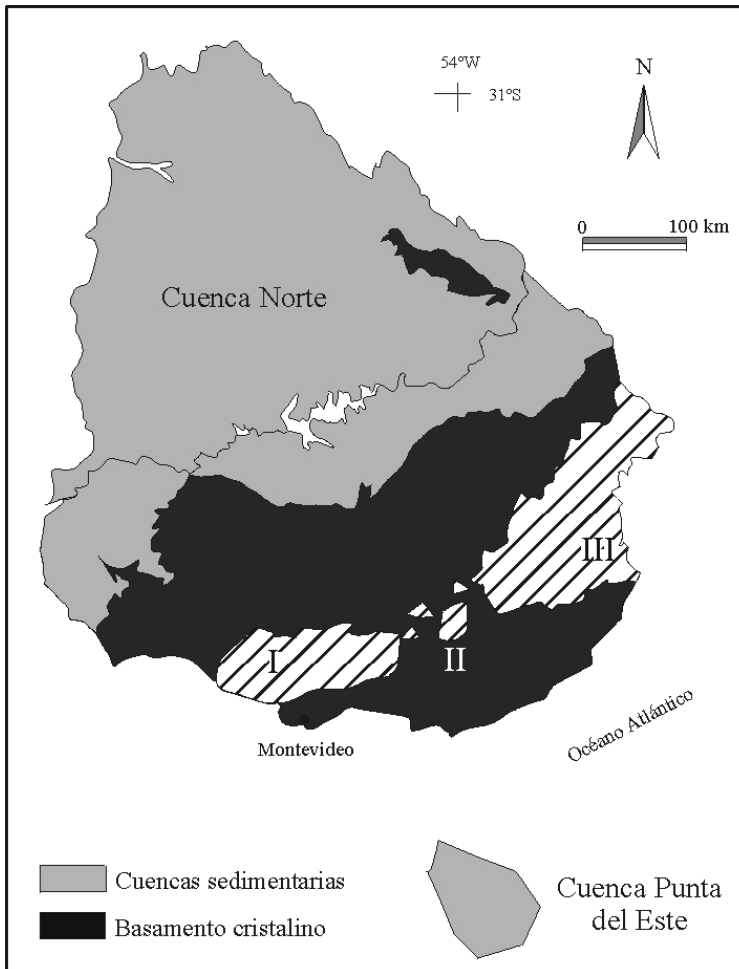 54°W
31°S
N
0 100 km
Cuenca Norte
III
I
II
Montevideo
Océano Atlántico
Cuencas sedimentarias
Basamento cristalino
Cuenca Punta
del Este